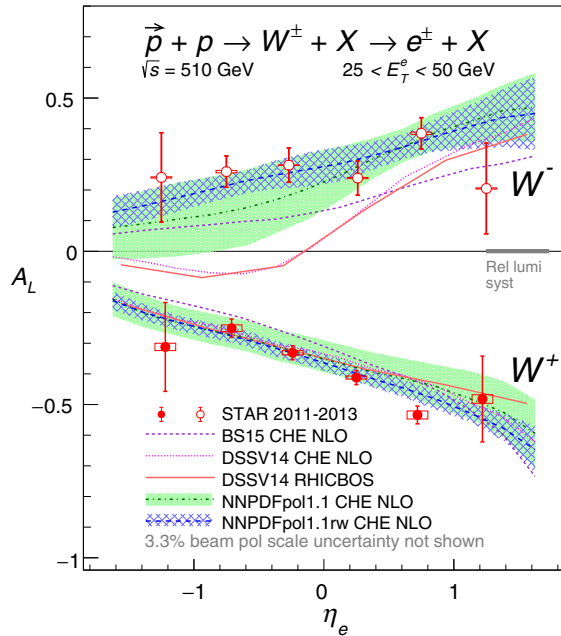 p⃗ + p → W± + X → e± + X
√s = 510 GeV 25 < E_T^e < 50 GeV
0.5
0
−0.5
−1
A_L
W⁻
Rel lumi
syst
W⁺
STAR 2011-2013
BS15 CHE NLO
DSSV14 CHE NLO
DSSV14 RHICBOS
NNPDFpol1.1 CHE NLO
NNPDFpol1.1rw CHE NLO
3.3% beam pol scale uncertainty not shown
−1 0 1
η_e